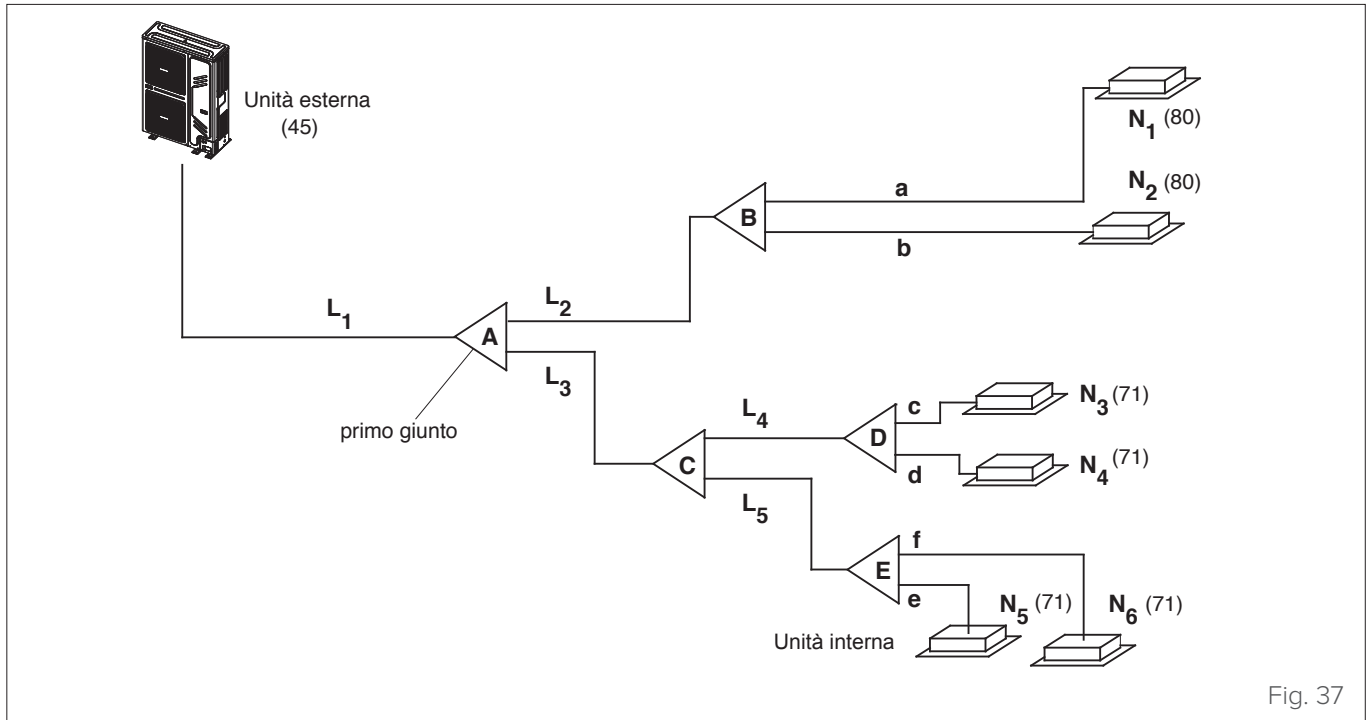 Unità esterna
(45)
N1 (80)
N2 (80)
a
B
b
L1
L2
A
L3
primo giunto
L4
c
N3 (71)
D
C
d
N4 (71)
L5
f
E
e
N5 (71)
N6 (71)
Unità interna
Fig. 37